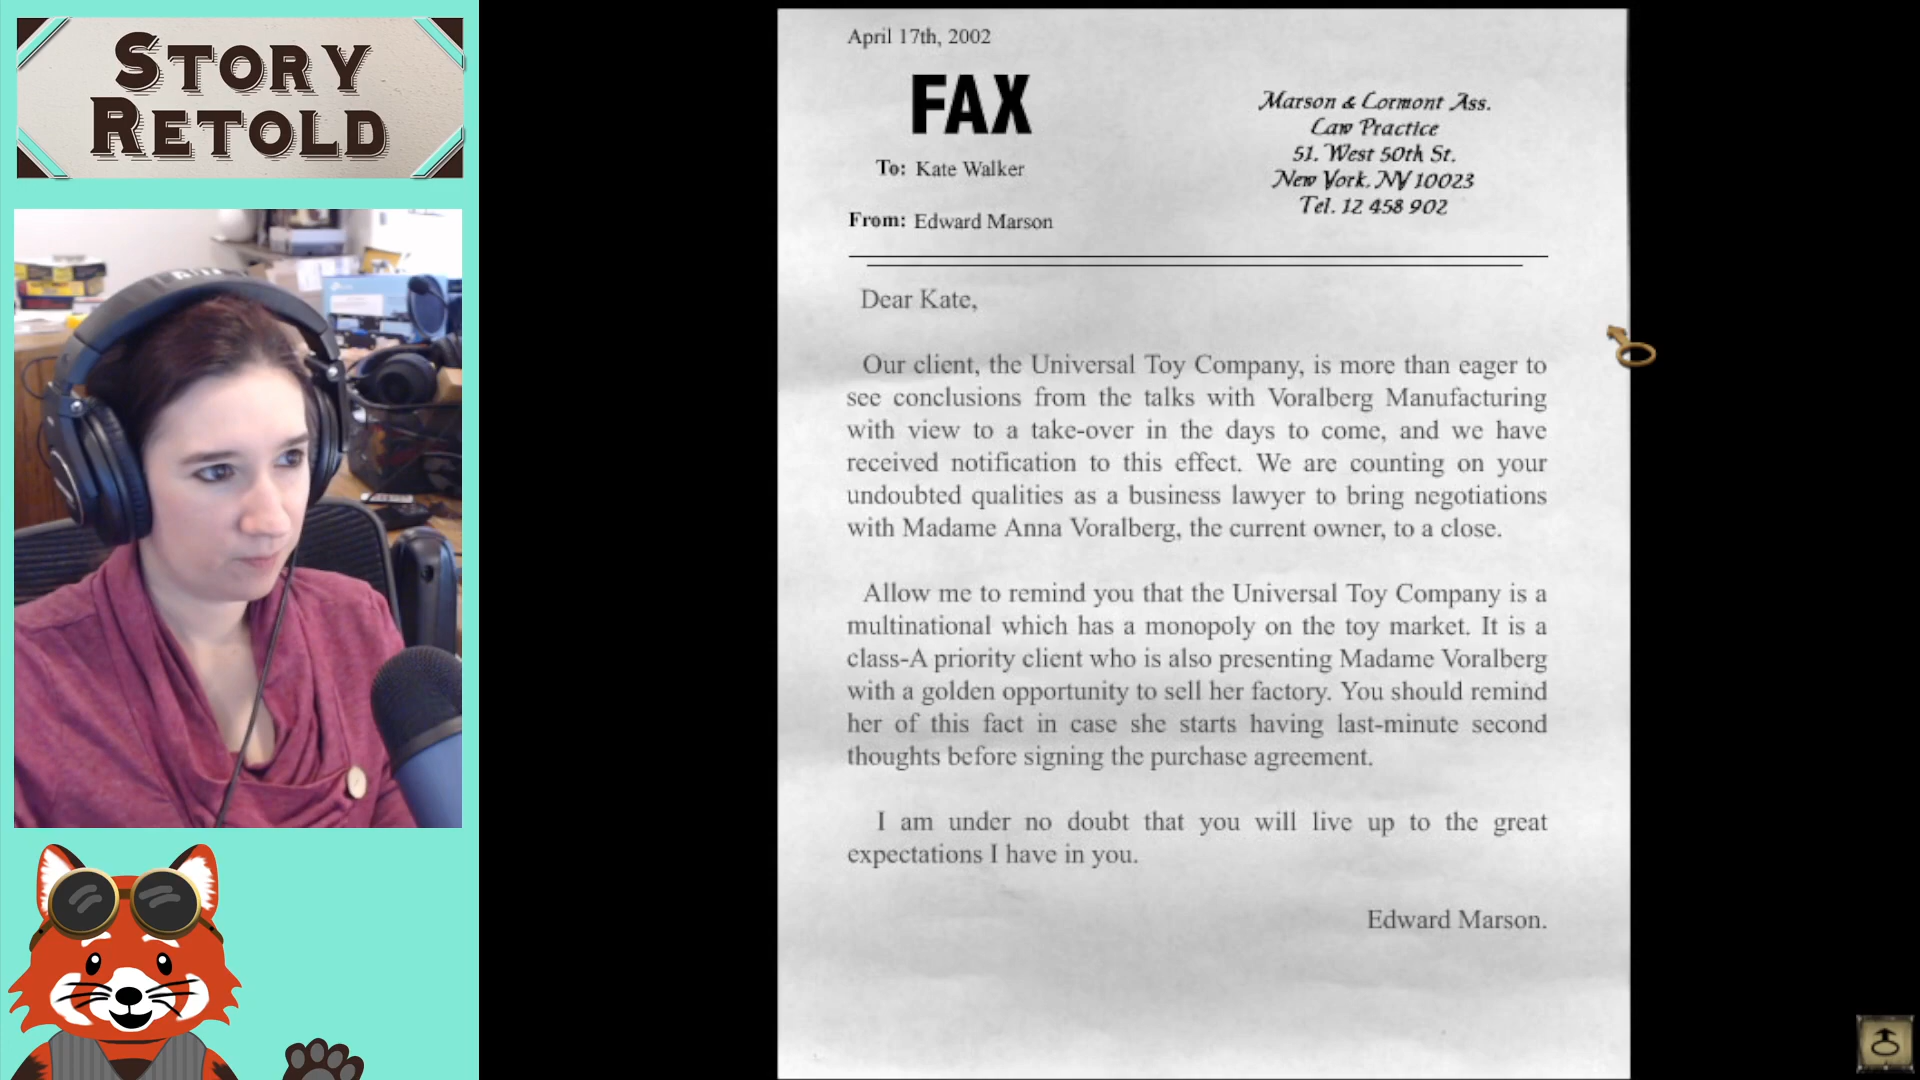 STORY
RETOLD
April 17th, 2002
FAX
To: Kate Walker
From: Edward Marson
Marson & Lormont Ass.
Law Practice
51. West 50th St.
New York. NY 10023
Tel. 12 458 902
Dear Kate,
Our client, the Universal Toy Company, is more than eager to
see conclusions from the talks with Voralberg Manufacturing
with view to a take-over in the days to come, and we have
received notification to this effect. We are counting on your
undoubted qualities as a business lawyer to bring negotiations
with Madame Anna Voralberg, the current owner, to a close.
Allow me to remind you that the Universal Toy Company is a
multinational which has a monopoly on the toy market. It is a
class-A priority client who is also presenting Madame Voralberg
with a golden opportunity to sell her factory. You should remind
her of this fact in case she starts having last-minute second
thoughts before signing the purchase agreement.
I am under no doubt that you will live up to the great
expectations I have in you.
Edward Marson.